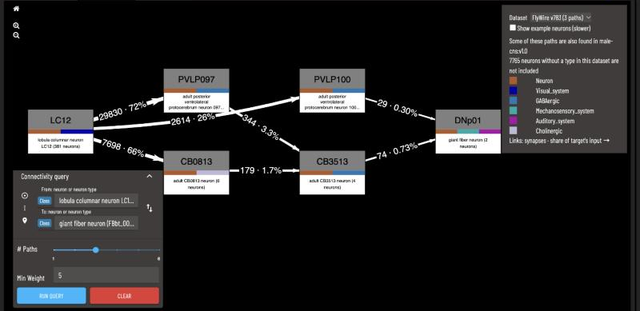 Dataset FlyWire v783 (3 paths)
Show example neurons (slower)
Some of these paths are also found in male-
cns:v1.0
7765 neurons without a type in this dataset are
not included
Neuron
Visual_system
GABAergic
Mechanosensory_system
Auditory_system
Cholinergic
Links: synapses · share of target's input →
PVLP097
adult posterior
ventrolateral
protocerebrum neuron 097...
PVLP100
adult posterior
ventrolateral
protocerebrum neuron 100...
29830 · 72%
2614 · 26%
7698 · 66%
344 · 3.3%
29 · 0.30%
LC12
lobula columnar neuron
DNp01
giant fiber neuron (2
neurons)
CB0813
adult CB0813 neuron
neurons)
179 · 1.7%
CB3513
adult CB3513 neuron (4
neurons)
74 · 0.73%
Connectivity query
From: neuron or neuron type
Class lobula columnar neuron LC1...
To: neuron or neuron type
Class giant fiber neuron (FBbt_00...
# Paths
Min Weight 5
RUN QUERY CLEAR